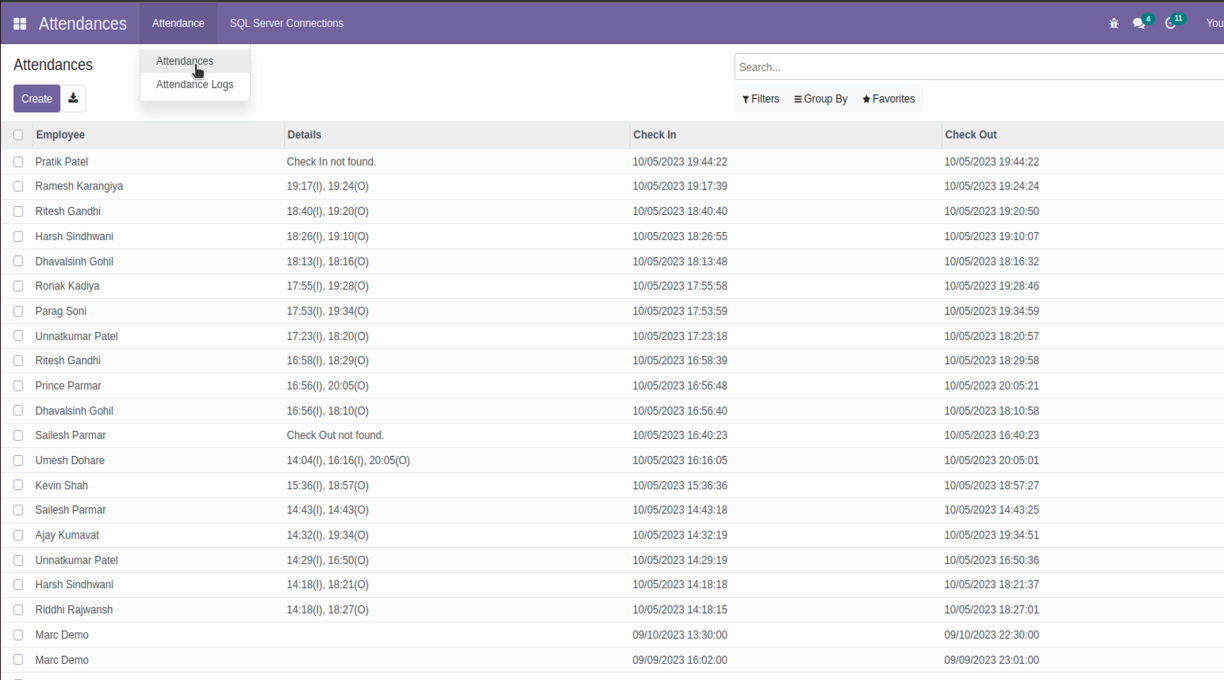 Attendances Attendance SQL Server Connections 4 11 You
Attendances Attendances Search...
Attendance Logs
Create Filters Group By Favorites
Employee Details Check In Check Out
Pratik Patel Check In not found. 10/05/2023 19:44:22 10/05/2023 19:44:22
Ramesh Karangiya 19:17(I), 19:24(O) 10/05/2023 19:17:39 10/05/2023 19:24:24
Ritesh Gandhi 18:40(I), 19:20(O) 10/05/2023 18:40:40 10/05/2023 19:20:50
Harsh Sindhwani 18:26(I), 19:10(O) 10/05/2023 18:26:55 10/05/2023 19:10:07
Dhavalsinh Gohil 18:13(I), 18:16(O) 10/05/2023 18:13:48 10/05/2023 18:16:32
Ronak Kadiya 17:55(I), 19:28(O) 10/05/2023 17:55:58 10/05/2023 19:28:46
Parag Soni 17:53(I), 19:34(O) 10/05/2023 17:53:59 10/05/2023 19:34:59
Unnatkumar Patel 17:23(I), 18:20(O) 10/05/2023 17:23:18 10/05/2023 18:20:57
Ritesh Gandhi 16:58(I), 18:29(O) 10/05/2023 16:58:39 10/05/2023 18:29:58
Prince Parmar 16:56(I), 20:05(O) 10/05/2023 16:56:48 10/05/2023 20:05:21
Dhavalsinh Gohil 16:56(I), 18:10(O) 10/05/2023 16:56:40 10/05/2023 18:10:58
Sailesh Parmar Check Out not found. 10/05/2023 16:40:23 10/05/2023 16:40:23
Umesh Dohare 14:04(I), 16:16(I), 20:05(O) 10/05/2023 16:16:05 10/05/2023 20:05:01
Kevin Shah 15:36(I), 18:57(O) 10/05/2023 15:36:36 10/05/2023 18:57:27
Sailesh Parmar 14:43(I), 14:43(O) 10/05/2023 14:43:18 10/05/2023 14:43:25
Ajay Kumavat 14:32(I), 19:34(O) 10/05/2023 14:32:19 10/05/2023 19:34:51
Unnatkumar Patel 14:29(I), 16:50(O) 10/05/2023 14:29:19 10/05/2023 16:50:36
Harsh Sindhwani 14:18(I), 18:21(O) 10/05/2023 14:18:18 10/05/2023 18:21:37
Riddhi Rajwansh 14:18(I), 18:27(O) 10/05/2023 14:18:15 10/05/2023 18:27:01
Marc Demo 09/10/2023 13:30:00 09/10/2023 22:30:00
Marc Demo 09/09/2023 16:02:00 09/09/2023 23:01:00